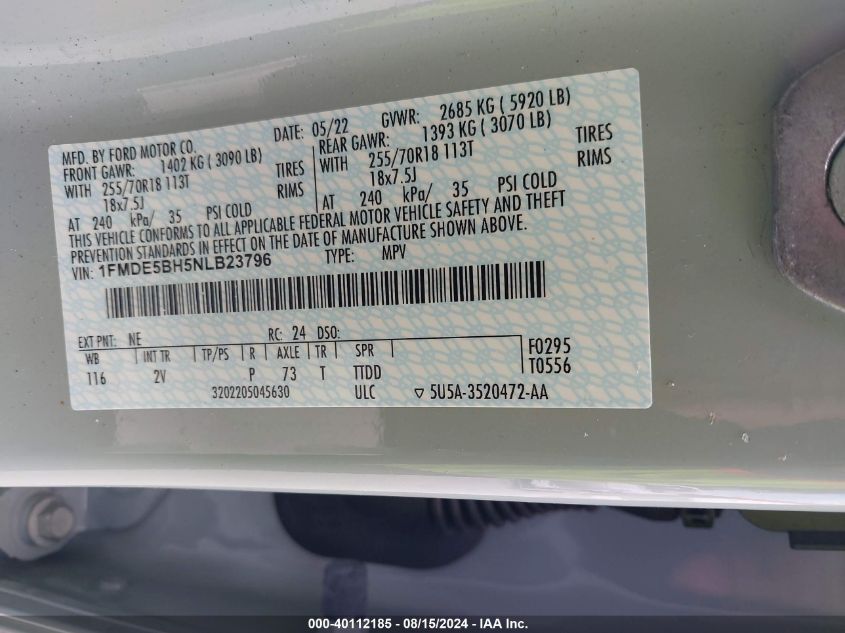 MFD. BY FORD MOTOR CO.
DATE: 05/22 GVWR: 2685 KG ( 5920 LB)
FRONT GAWR: 1402 KG ( 3090 LB) REAR GAWR: 1393 KG ( 3070 LB)
WITH 255/70R18 113T TIRES WITH 255/70R18 113T TIRES
18x7.5J RIMS 18x7.5J RIMS
AT 240 kPa/ 35 PSI COLD AT 240 kPa/ 35 PSI COLD
THIS VEHICLE CONFORMS TO ALL APPLICABLE FEDERAL MOTOR VEHICLE SAFETY AND THEFT
PREVENTION STANDARDS IN EFFECT ON THE DATE OF MANUFACTURE SHOWN ABOVE.
VIN: 1FMDE5BH5NLB23796 TYPE: MPV
EXT PNT: NE RC: 24 DSO:
WB INT TR TP/PS R AXLE TR SPR F0295
116 2V P 73 T TTDD T0556
3202205045630 ULC ▽ 5U5A-3520472-AA
000-40112185 - 08/15/2024 - IAA Inc.